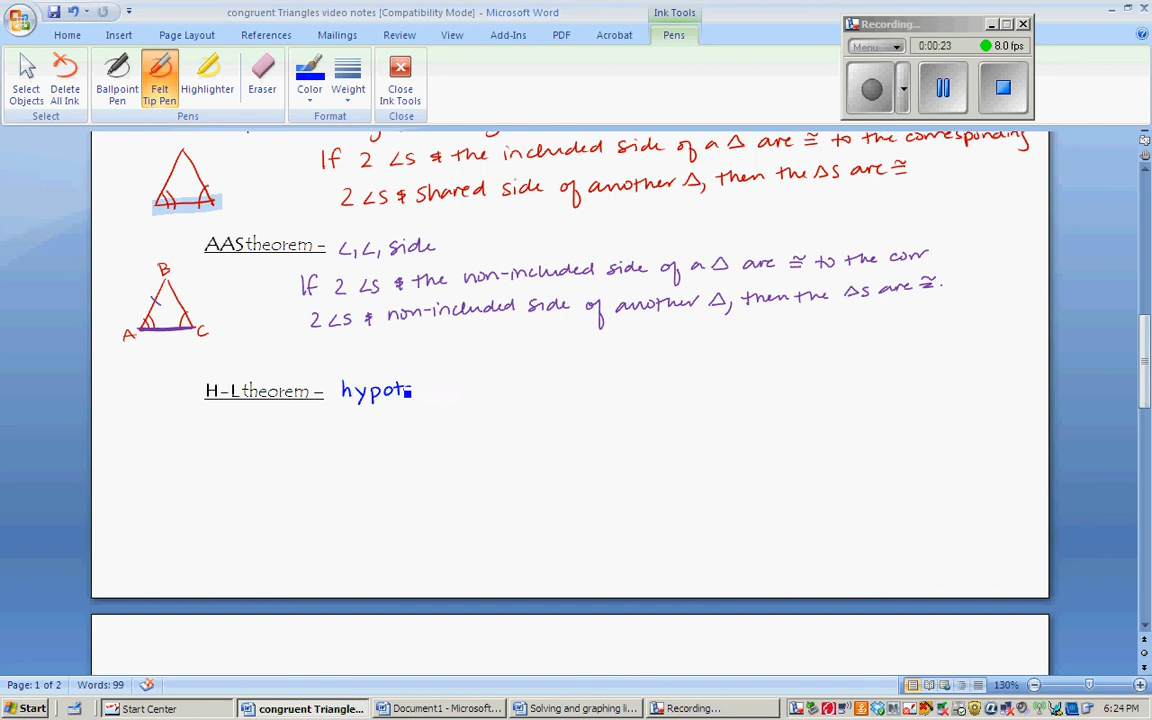 congruent Triangles video notes [Compatibility Mode] - Microsoft Word
Ink Tools
Home Insert Page Layout References Mailings Review View Add-Ins PDF Acrobat Pens
Recording...
Menu 0:00:23 8.0 fps
Select Objects
Delete All Ink
Ballpoint Pen
Felt Tip Pen
Highlighter
Eraser
Color
Weight
Close Ink Tools
Select Pens Format Close
If 2 ∠s & the included side of a Δ are ≅ to the corresponding
2 ∠s & shared side of another Δ, then the Δs are ≅
AAS theorem – ∠, ∠, side
B
If 2 ∠s & the non-included side of a Δ are ≅ to the corr
2 ∠s & non-included side of another Δ, then the Δs are ≅.
A C
H-L theorem – hypot
Page: 1 of 2 Words: 99 130%
Start Start Center congruent Triangle... Document1 - Microsoft... Solving and graphing li... Recording... 6:24 PM